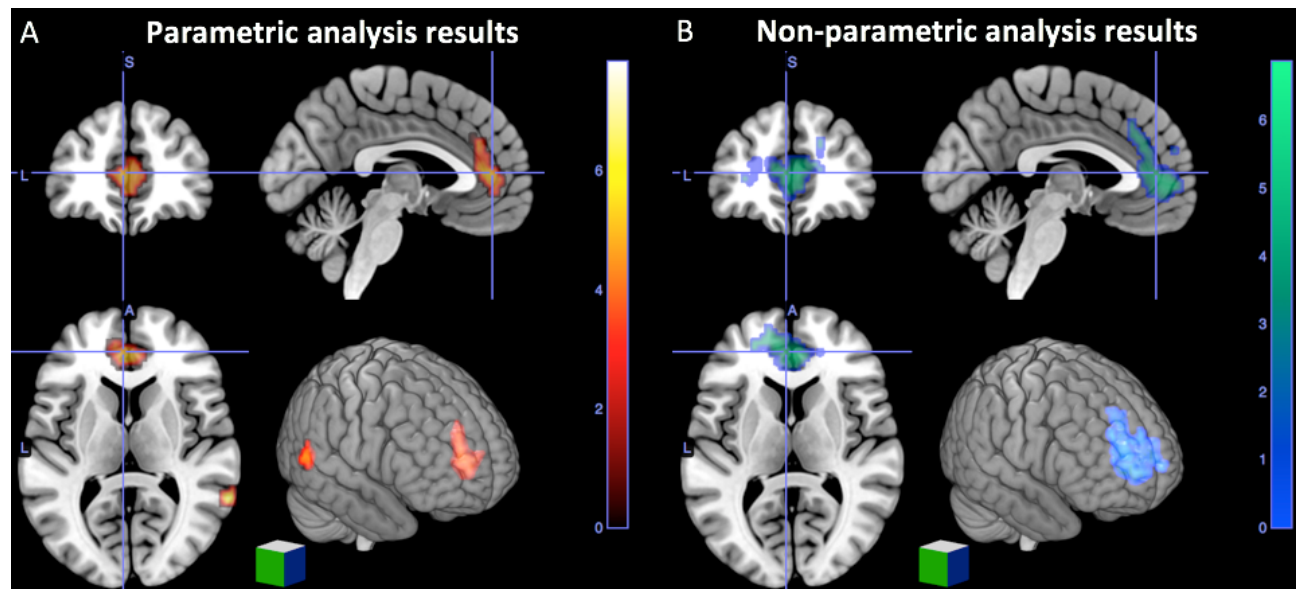 A Parametric analysis results
S
L
6
4
2
0
A
L
B Non-parametric analysis results
S
L
6
5
4
3
2
1
0
A
L